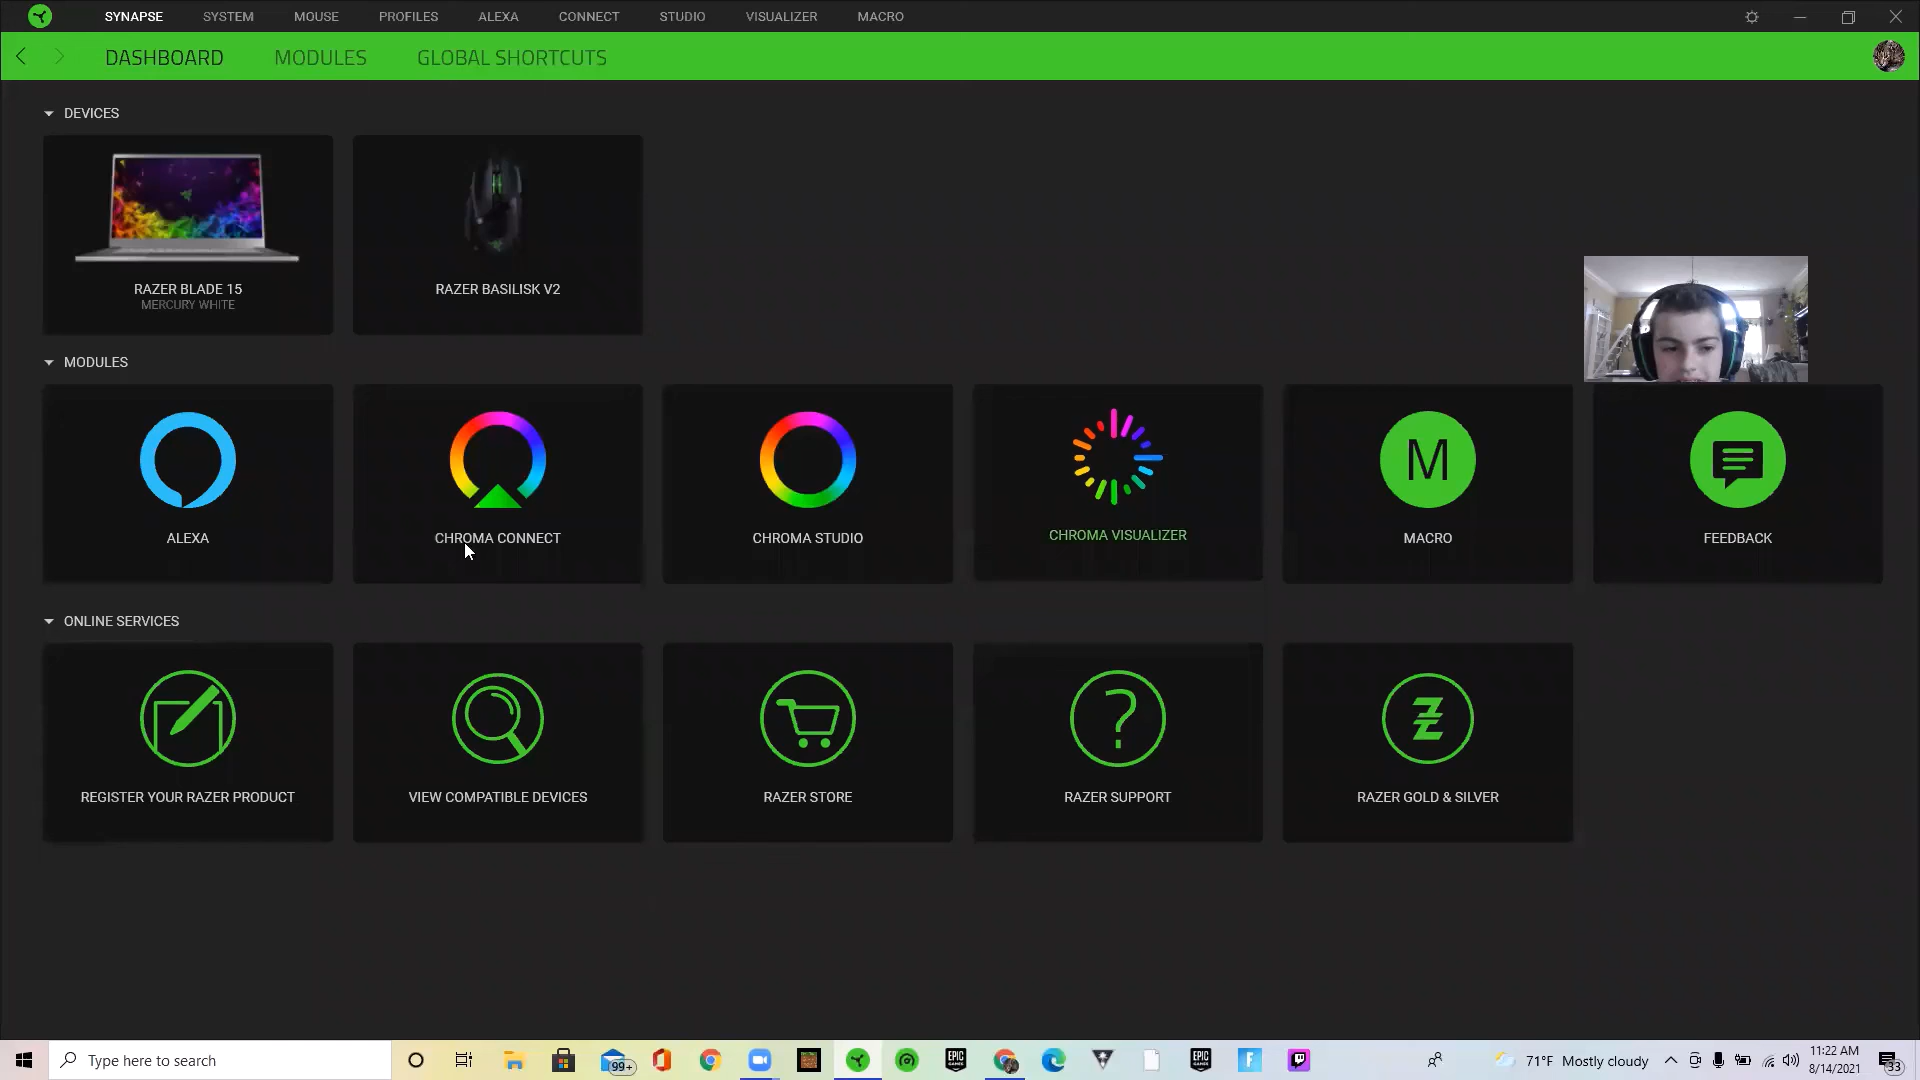 SYNAPSE SYSTEM MOUSE PROFILES ALEXA CONNECT STUDIO VISUALIZER MACRO
DASHBOARD MODULES GLOBAL SHORTCUTS
DEVICES
RAZER BLADE 15 RAZER BASILISK V2
MERCURY WHITE
MODULES
M
ALEXA CHROMA CONNECT CHROMA STUDIO CHROMA VISUALIZER MACRO FEEDBACK
ONLINE SERVICES
?
REGISTER YOUR RAZER PRODUCT VIEW COMPATIBLE DEVICES RAZER STORE RAZER SUPPORT RAZER GOLD & SILVER
Type here to search 99+ EPIC GAMES EPIC GAMES 71°F Mostly cloudy 11:22 AM
8/14/2021 33